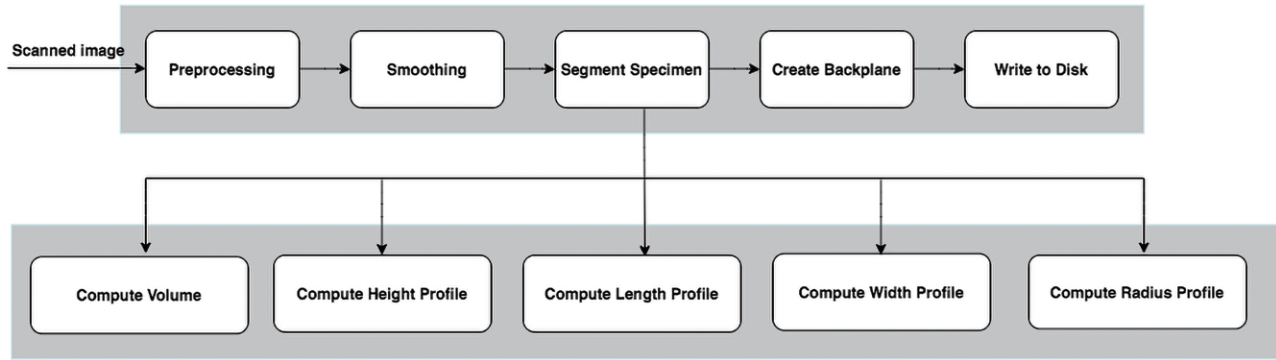 Scanned image
Preprocessing
Smoothing
Segment Specimen
Create Backplane
Write to Disk
Compute Volume
Compute Height Profile
Compute Length Profile
Compute Width Profile
Compute Radius Profile